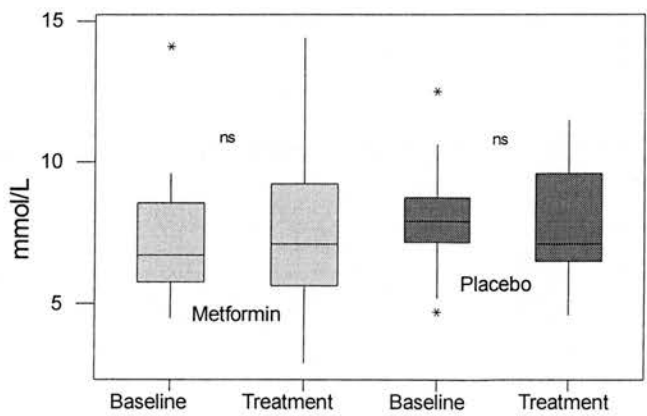 15
10
5
mmol/L
ns
ns
Metformin
Placebo
*
*
*
Baseline
Treatment
Baseline
Treatment